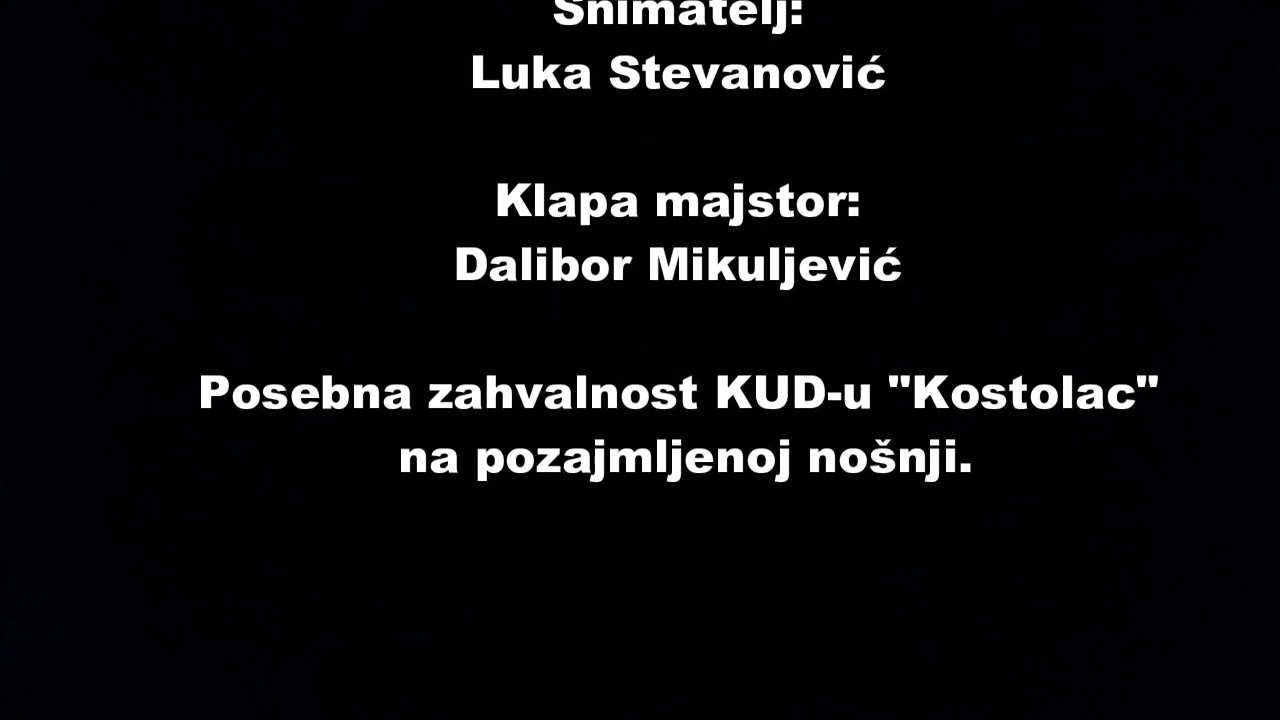 Snimatelj:
Luka Stevanović
Klapa majstor:
Dalibor Mikuljević
Posebna zahvalnost KUD-u "Kostolac"
na pozajmljenoj nošnji.